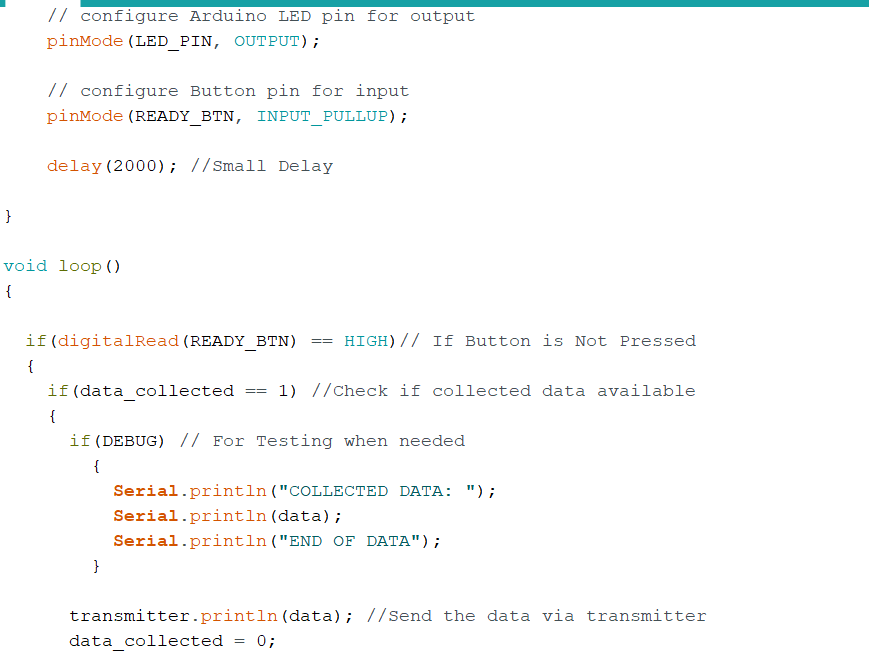 // configure Arduino LED pin for output
pinMode(LED_PIN, OUTPUT);
// configure Button pin for input
pinMode(READY_BTN, INPUT_PULLUP);
delay(2000); //Small Delay
}
void loop()
{
if(digitalRead(READY_BTN) == HIGH)// If Button is Not Pressed
{
if(data_collected == 1) //Check if collected data available
{
if(DEBUG) // For Testing when needed
{
Serial.println("COLLECTED DATA: ");
Serial.println(data);
Serial.println("END OF DATA");
}
transmitter.println(data); //Send the data via transmitter
data_collected = 0;